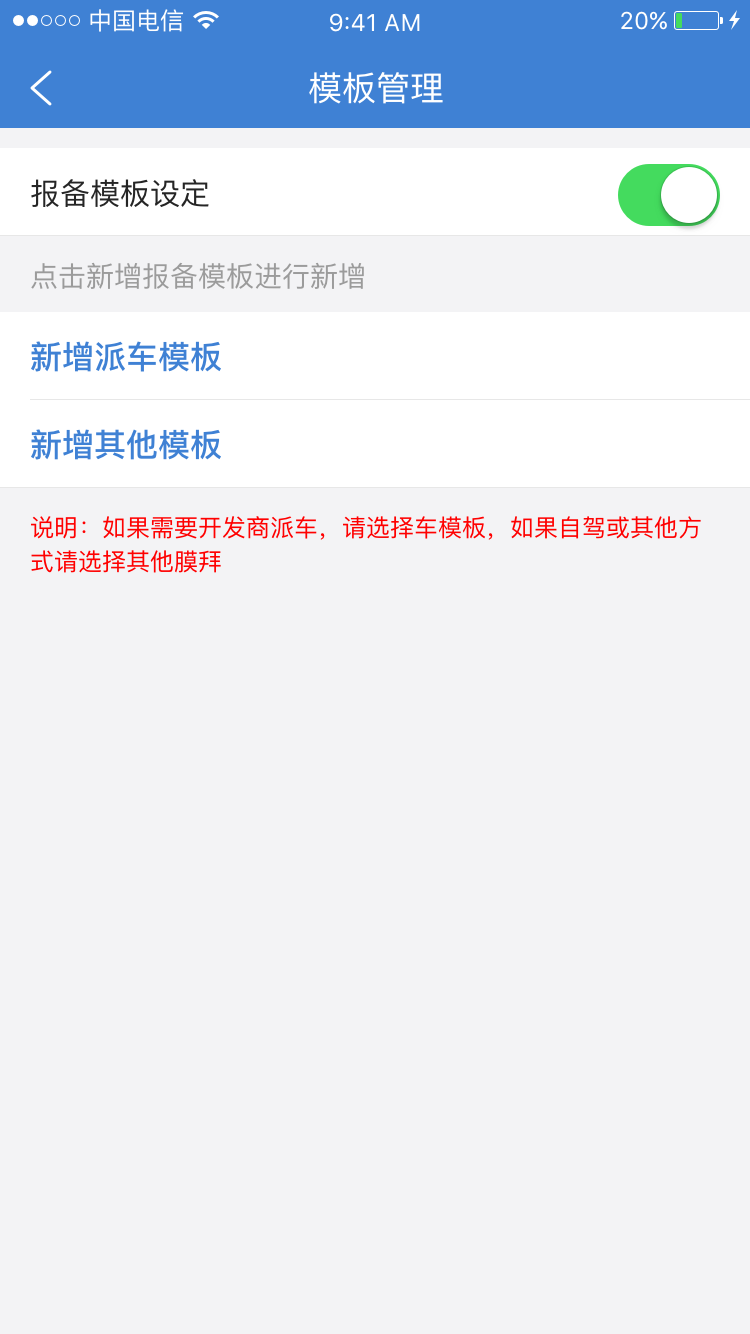 中国电信
9:41 AM
20%
模板管理
报备模板设定
点击新增报备模板进行新增
新增派车模板
新增其他模板
说明：如果需要开发商派车，请选择车模板，如果自驾或其他方
式请选择其他膜拜